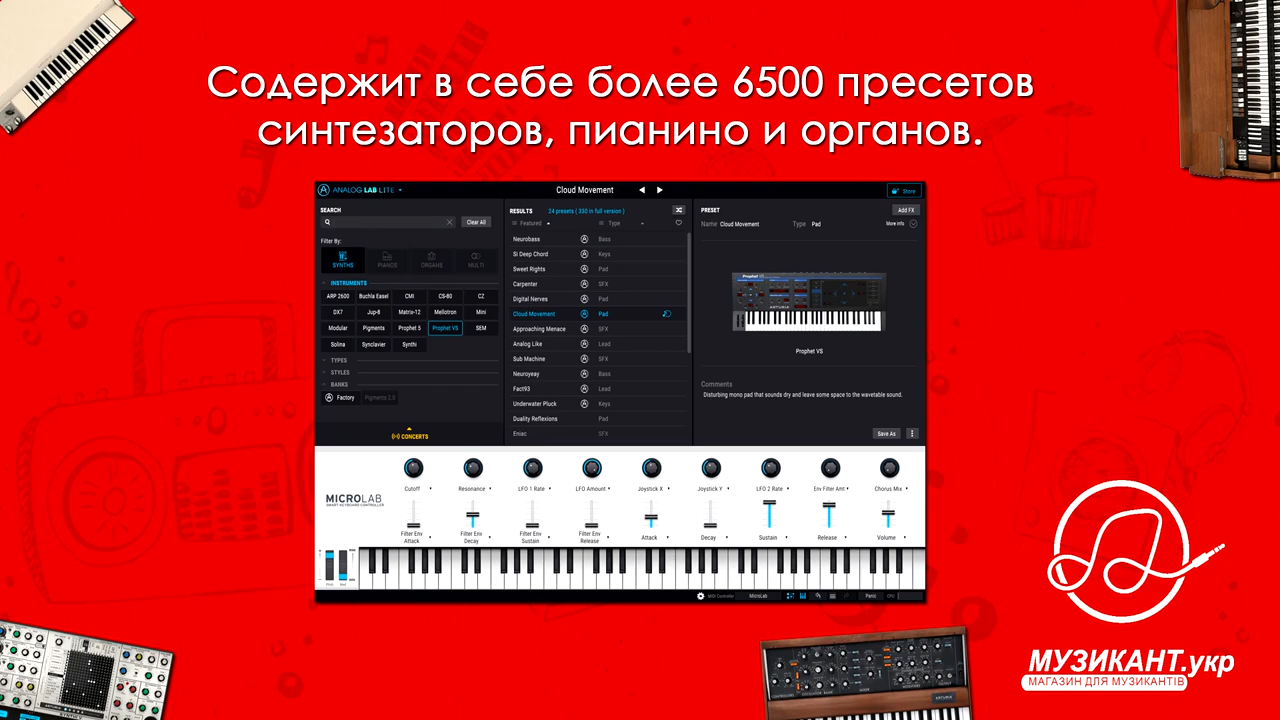 Содержит в себе более 6500 пресетов
синтезаторов, пианино и органов.
ANALOG LAB LITE
Cloud Movement
Store
SEARCH
Clear All
Filter By:
SYNTHS PIANOS ORGANS MULTI
INSTRUMENTS
ARP 2600 Buchla Easel CMI CS-80 CZ
DX7 Jup-8 Matrix-12 Mellotron Mini
Modular Pigments Prophet 5 Prophet VS SEM
Solina Synclavier Synthi
TYPES
STYLES
BANKS
Factory Pigments 2.0
CONCERTS
RESULTS 24 presets ( 330 in full version )
Featured Type
Neurobass Bass
Si Deep Chord Keys
Sweet Rights Pad
Carpenter SFX
Digital Nerves Pad
Cloud Movement Pad
Approaching Menace SFX
Analog Like Lead
Sub Machine SFX
Neuroyeay Bass
Fact93 Lead
Underwater Pluck Keys
Duality Reflexions Pad
Eniac SFX
PRESET Add FX
Name Cloud Movement Type Pad More info
Prophet VS
Prophet VS
Comments
Disturbing mono pad that sounds dry and leave some space to the wavetable sound.
Save As
MICROLAB
SMART KEYBOARD CONTROLLER
Cutoff Resonance LFO 1 Rate LFO Amount Joystick X Joystick Y LFO 2 Rate Env Filter Amt Chorus Mix
Filter Env Attack Filter Env Decay Filter Env Sustain Filter Env Release Attack Decay Sustain Release Volume
MIDI Controller MicroLab Panic CPU
МУЗИКАНТ.укр
МАГАЗИН ДЛЯ МУЗИКАНТІВ